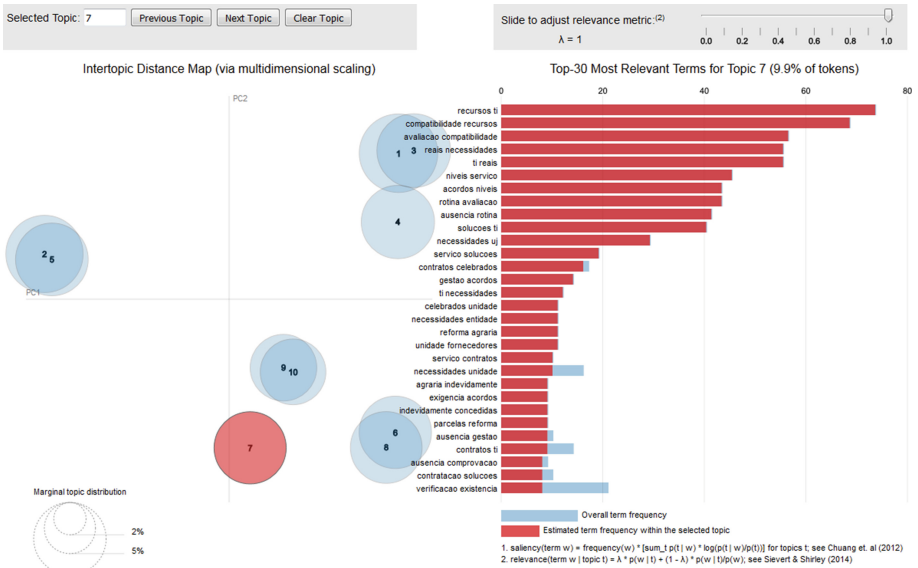 Selected Topic: 7 Previous Topic Next Topic Clear Topic
Slide to adjust relevance metric:(2)
λ = 1
0.0 0.2 0.4 0.6 0.8 1.0
Intertopic Distance Map (via multidimensional scaling)
PC2
PC1
1
3
4
2
5
9
10
7
6
8
Marginal topic distribution
2%
5%
Top-30 Most Relevant Terms for Topic 7 (9.9% of tokens)
0 20 40 60 80
recursos ti
compatibilidade recursos
avaliacao compatibilidade
reais necessidades
ti reais
niveis servico
acordos niveis
rotina avaliacao
ausencia rotina
solucoes ti
necessidades uj
servico solucoes
contratos celebrados
gestao acordos
ti necessidades
celebrados unidade
necessidades entidade
reforma agraria
unidade fornecedores
servico contratos
necessidades unidade
agraria indevidamente
exigencia acordos
indevidamente concedidas
parcelas reforma
ausencia gestao
contratos ti
ausencia comprovacao
contratacao solucoes
verificacao existencia
Overall term frequency
Estimated term frequency within the selected topic
1. saliency(term w) = frequency(w) * [sum_t p(t | w) * log(p(t | w)/p(t))] for topics t; see Chuang et. al (2012)
2. relevance(term w | topic t) = λ * p(w | t) + (1 - λ) * p(w | t)/p(w); see Sievert & Shirley (2014)